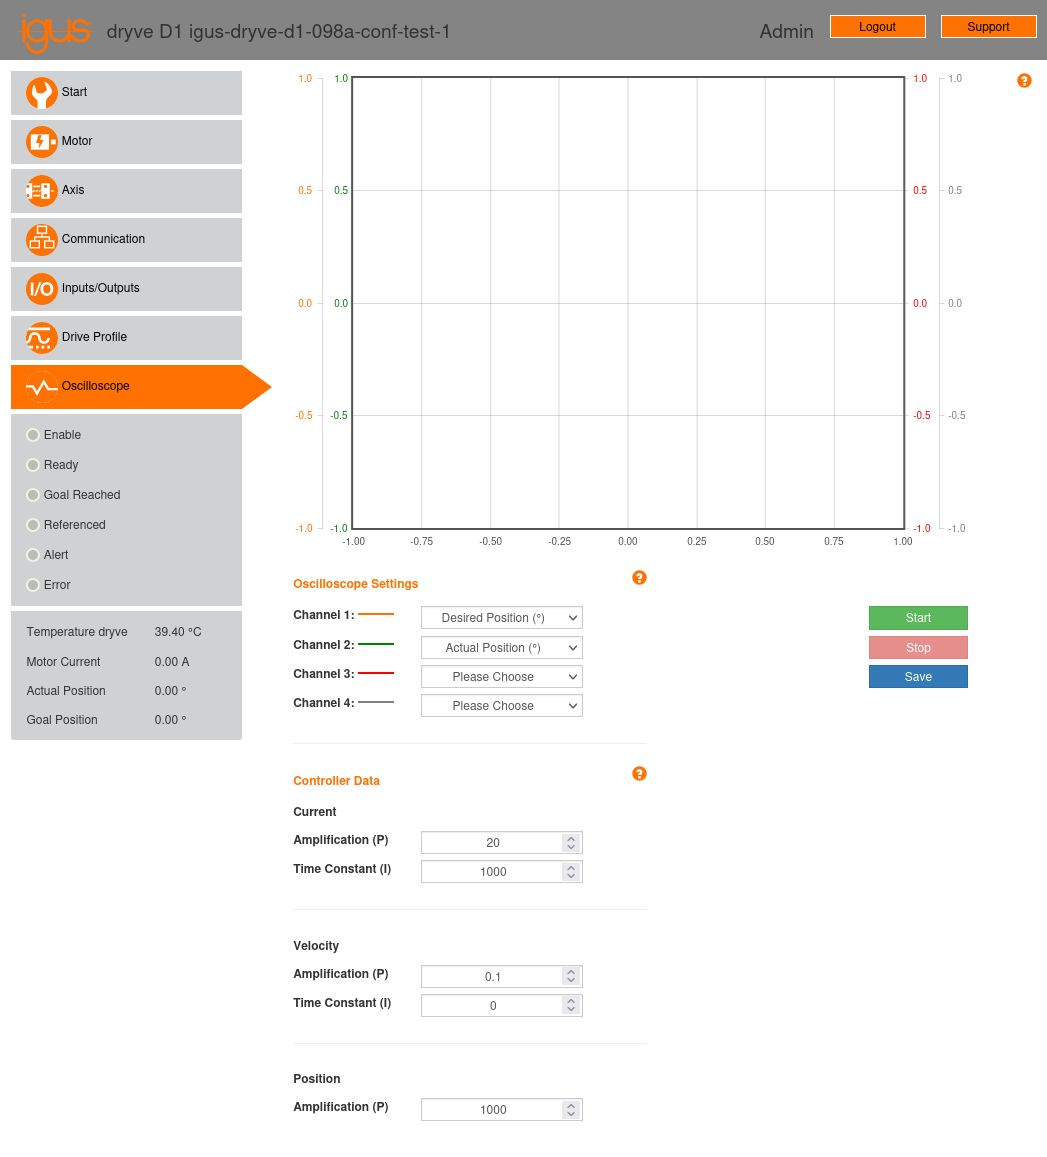 igus dryve D1 igus-dryve-d1-098a-conf-test-1 Admin Logout Support
Start
Motor
Axis
Communication
I/O Inputs/Outputs
Drive Profile
Oscilloscope
Enable
Ready
Goal Reached
Referenced
Alert
Error
Temperature dryve 39.40 °C
Motor Current 0.00 A
Actual Position 0.00 °
Goal Position 0.00 °
1.0 1.0 1.0 1.0 ?
0.5 0.5 0.5 0.5
0.0 0.0 0.0 0.0
-0.5 -0.5 -0.5 -0.5
-1.0 -1.0 -1.0 -1.0
-1.00 -0.75 -0.50 -0.25 0.00 0.25 0.50 0.75 1.00
Oscilloscope Settings ?
Channel 1: Desired Position (°) Start
Channel 2: Actual Position (°) Stop
Channel 3: Please Choose Save
Channel 4: Please Choose
Controller Data ?
Current
Amplification (P) 20
Time Constant (I) 1000
Velocity
Amplification (P) 0.1
Time Constant (I) 0
Position
Amplification (P) 1000